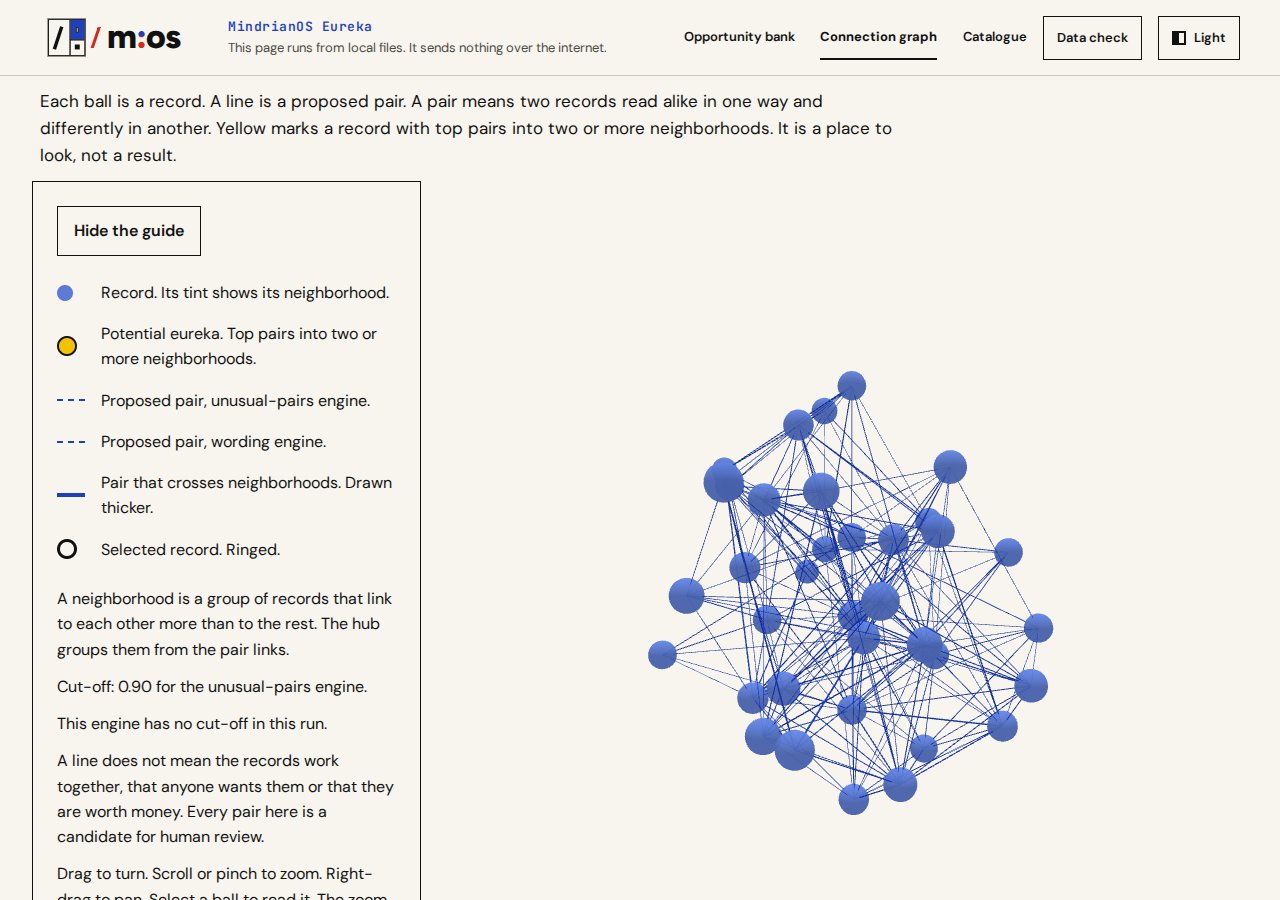 / m:os
MindrianOS Eureka
This page runs from local files. It sends nothing over the internet.
Opportunity bank
Connection graph
Catalogue
Data check
Light
Each ball is a record. A line is a proposed pair. A pair means two records read alike in one way and
differently in another. Yellow marks a record with top pairs into two or more neighborhoods. It is a place to
look, not a result.
Hide the guide
Record. Its tint shows its neighborhood.
Potential eureka. Top pairs into two or
more neighborhoods.
Proposed pair, unusual-pairs engine.
Proposed pair, wording engine.
Pair that crosses neighborhoods. Drawn
thicker.
Selected record. Ringed.
A neighborhood is a group of records that link
to each other more than to the rest. The hub
groups them from the pair links.
Cut-off: 0.90 for the unusual-pairs engine.
This engine has no cut-off in this run.
A line does not mean the records work
together, that anyone wants them or that they
are worth money. Every pair here is a
candidate for human review.
Drag to turn. Scroll or pinch to zoom. Right-
drag to pan. Select a ball to read it. The zoom